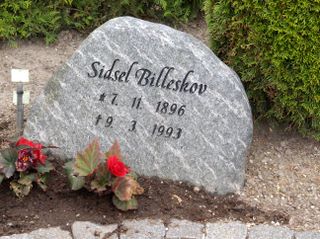 Sidsel Billeskov
* 7. 11 1896
† 9. 3 1993